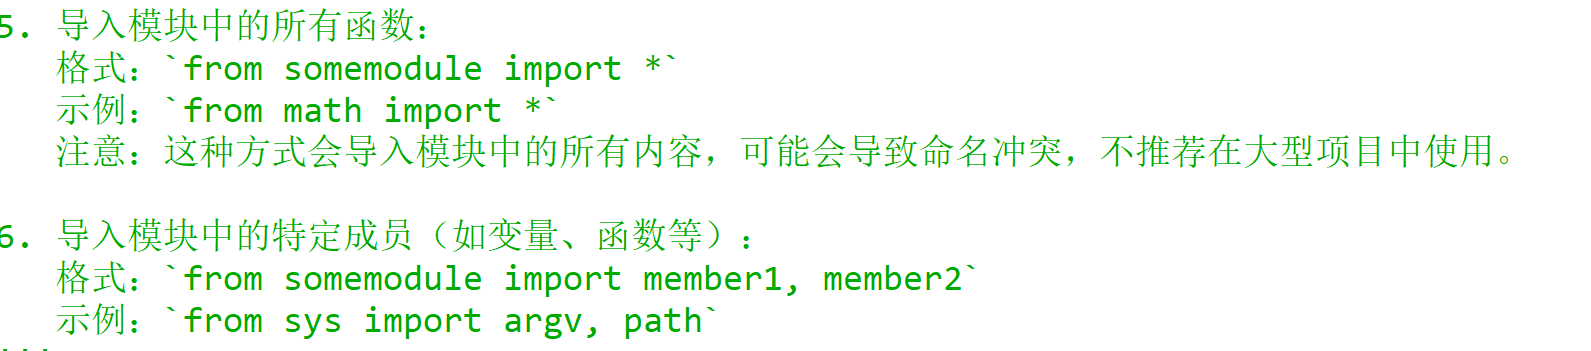 5. 导入模块中的所有函数：
格式：`from somemodule import *`
示例：`from math import *`
注意：这种方式会导入模块中的所有内容，可能会导致命名冲突，不推荐在大型项目中使用。
6. 导入模块中的特定成员（如变量、函数等）：
格式：`from somemodule import member1, member2`
示例：`from sys import argv, path`
'''